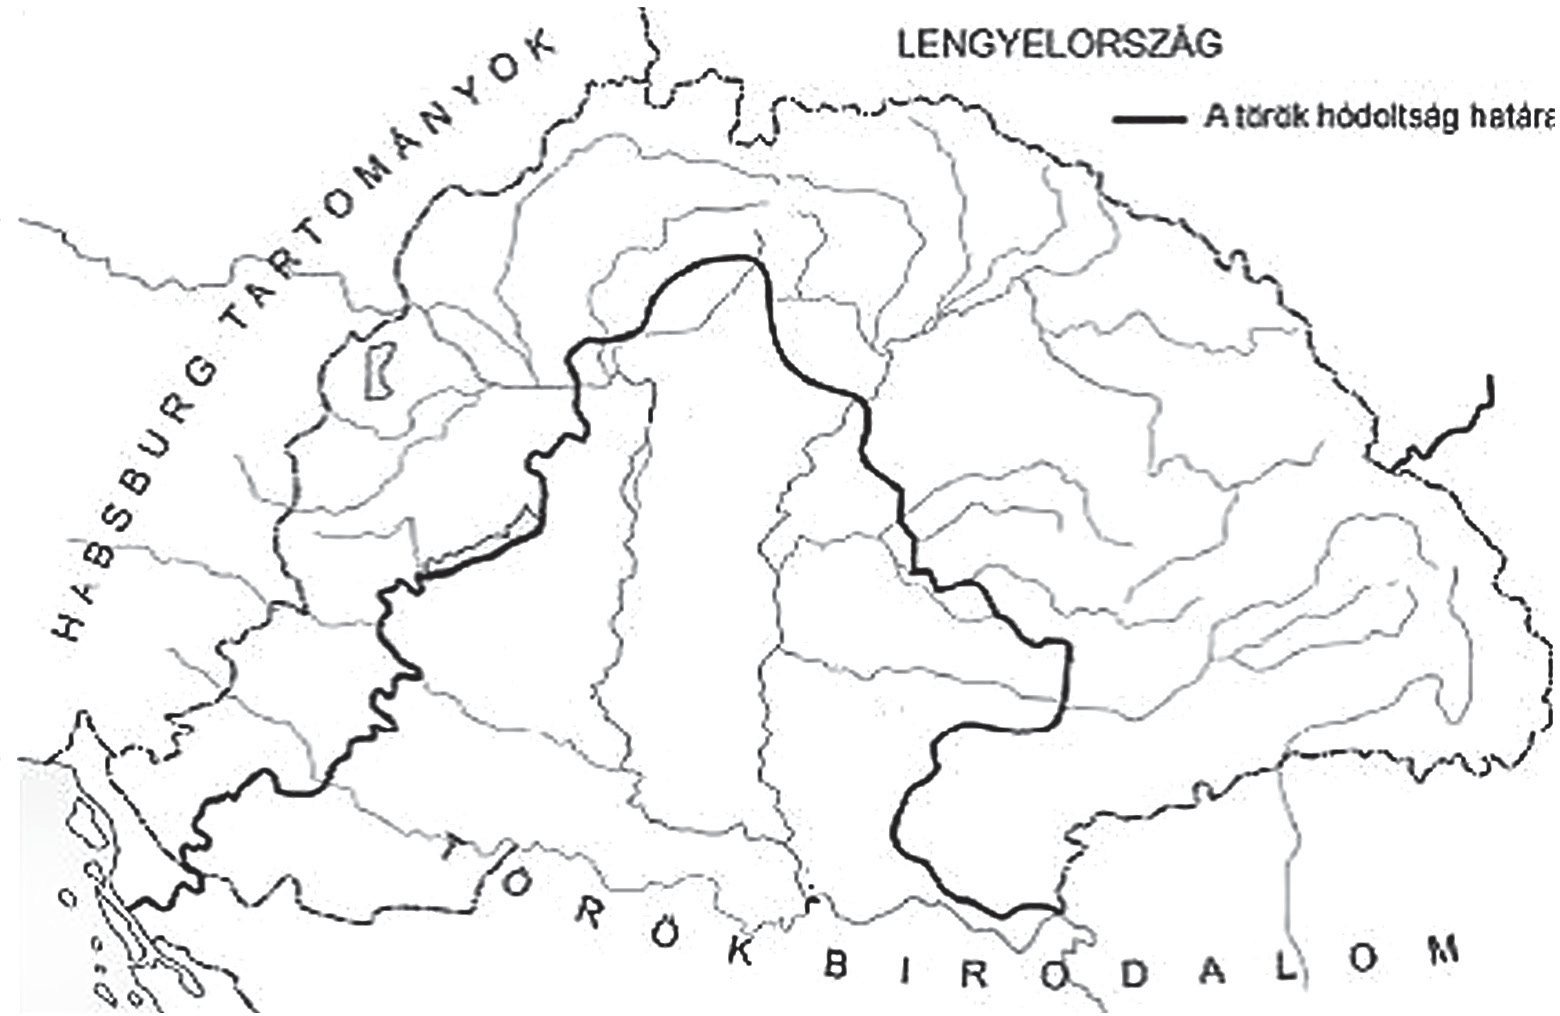 LENGYELORSZÁG
A török hódoltság határa
HABSBURG TARTOMÁNYOK
TÖRÖK BIRODALOM